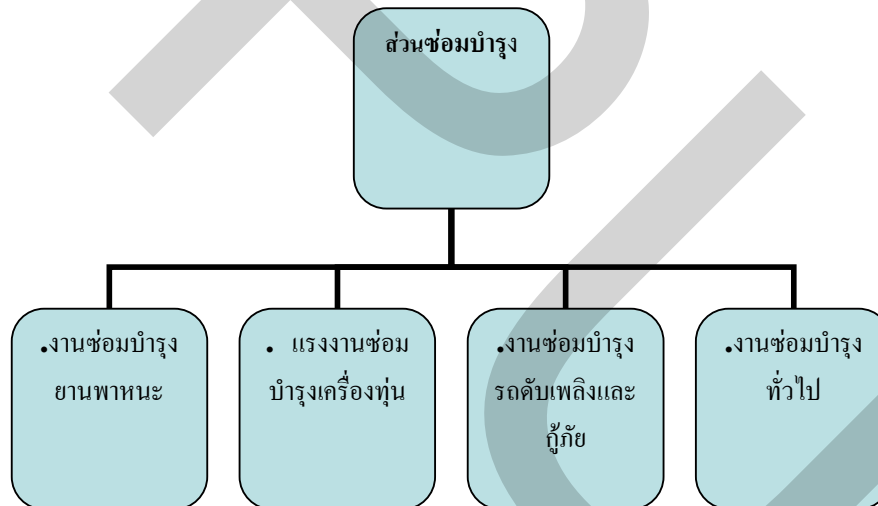 ส่วนซ่อมบำรุง
.งานซ่อมบำรุง
ยานพาหนะ
. แรงงานซ่อม
บำรุงเครื่องทุ่น
.งานซ่อมบำรุง
รถดับเพลิงและ
กู้ภัย
.งานซ่อมบำรุง
ทั่วไป